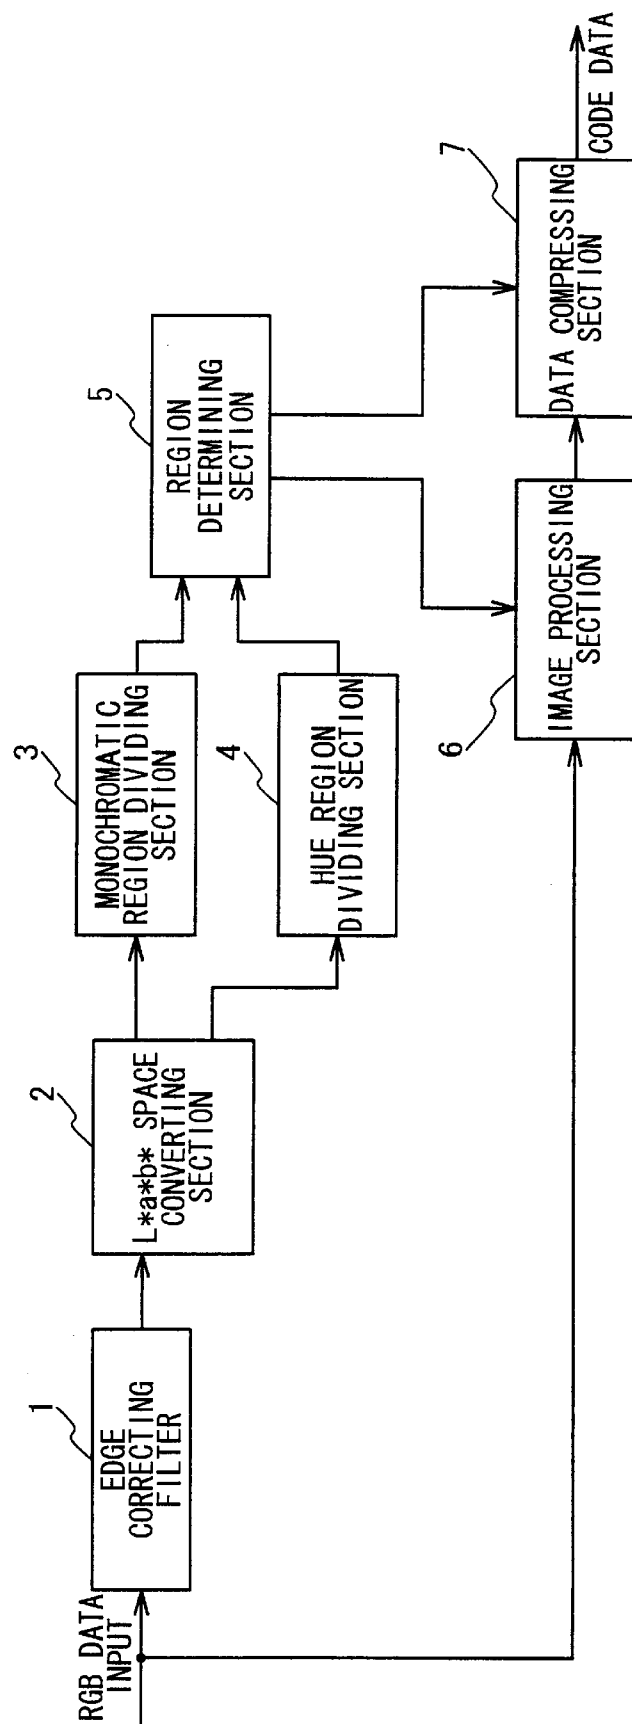 RGB DATA
INPUT
1
EDGE
CORRECTING
FILTER
2
L*a*b* SPACE
CONVERTING
SECTION
3
MONOCHROMATIC
REGION DIVIDING
SECTION
4
HUE REGION
DIVIDING SECTION
5
REGION
DETERMINING
SECTION
6
IMAGE PROCESSING
SECTION
7
DATA COMPRESSING
SECTION
CODE DATA